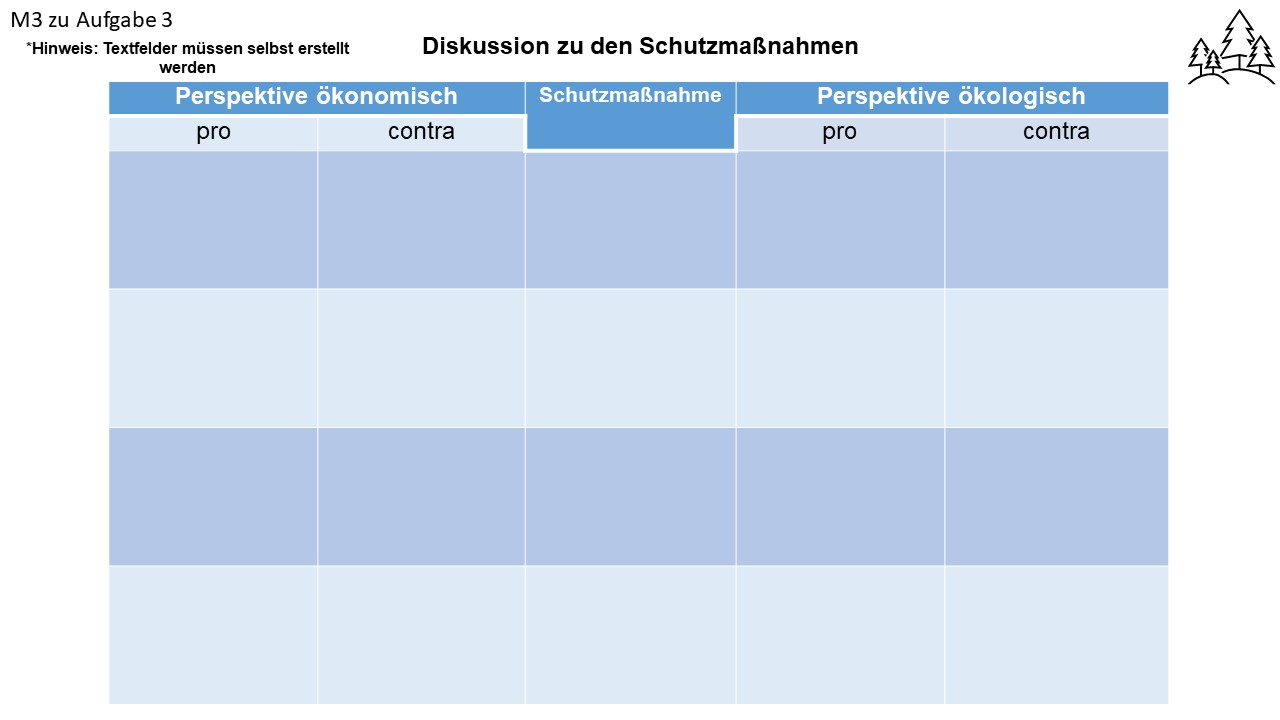 M3 zu Aufgabe 3
*Hinweis: Textfelder müssen selbst erstellt
werden
Diskussion zu den Schutzmaßnahmen
Perspektive ökonomisch Schutzmaßnahme Perspektive ökologisch
pro contra pro contra